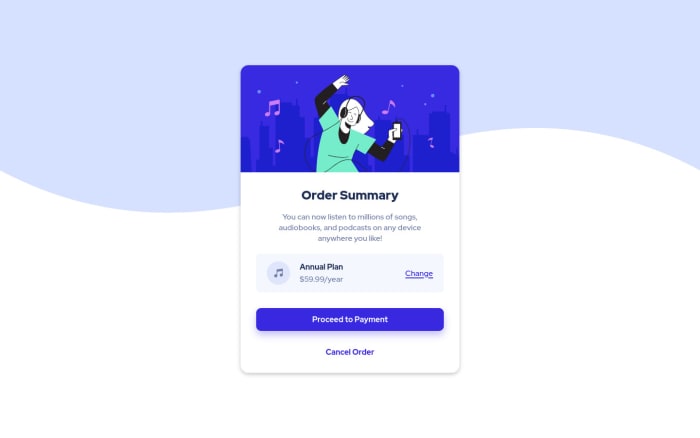 Order Summary
You can now listen to millions of songs,
audiobooks, and podcasts on any device
anywhere you like!
Annual Plan
$59.99/year
Change
Proceed to Payment
Cancel Order